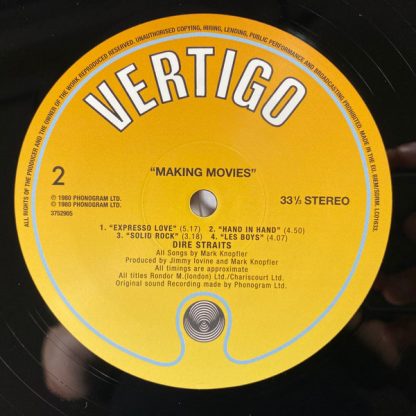 ALL RIGHTS OF THE PRODUCER AND THE OWNER OF THE WORK REPRODUCED RESERVED. UNAUTHORISED COPYING, HIRING, LENDING, PUBLIC PERFORMANCE AND BROADCASTING PROHIBITED. MADE IN THE EU. BIEM/SDRM. LC01633.
VERTIGO
2
"MAKING MOVIES"
℗ 1980 PHONOGRAM LTD.
© 1980 PHONOGRAM LTD.
3752905
33⅓ STEREO
1. "EXPRESSO LOVE" (5.17) 2. "HAND IN HAND" (4.50)
3. "SOLID ROCK" (3.18) 4. "LES BOYS" (4.07)
DIRE STRAITS
All Songs by Mark Knopfler
Produced by Jimmy Iovine and Mark Knopfler
All timings are approximate
All titles Rondor M.(london) Ltd./Chariscourt Ltd.
Original sound Recording made by Phonogram Ltd.